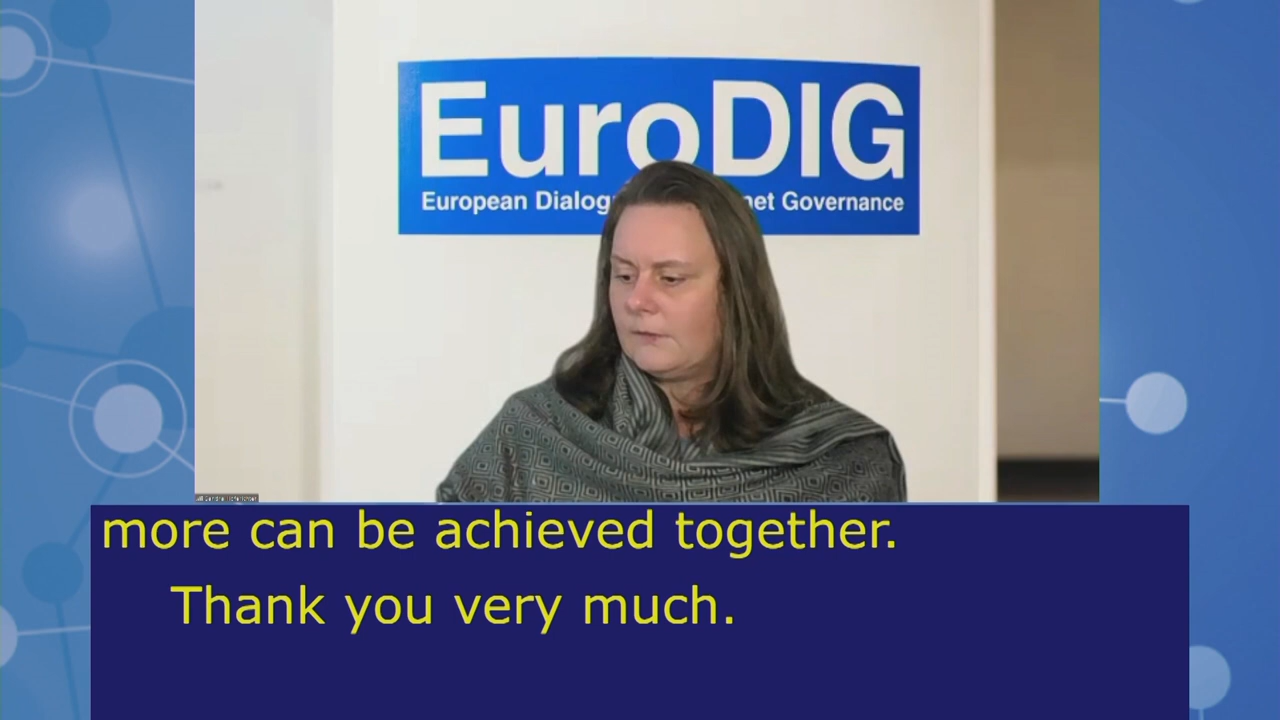 EuroDIG
European Dialog net Governance
more can be achieved together.
Thank you very much.